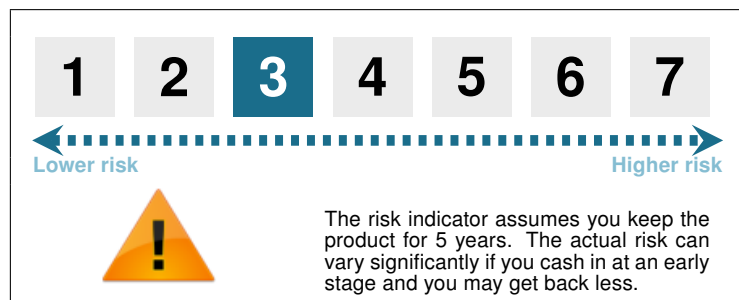 1 2 3 4 5 6 7
Lower risk Higher risk
!
The risk indicator assumes you keep the
product for 5 years. The actual risk can
vary significantly if you cash in at an early
stage and you may get back less.